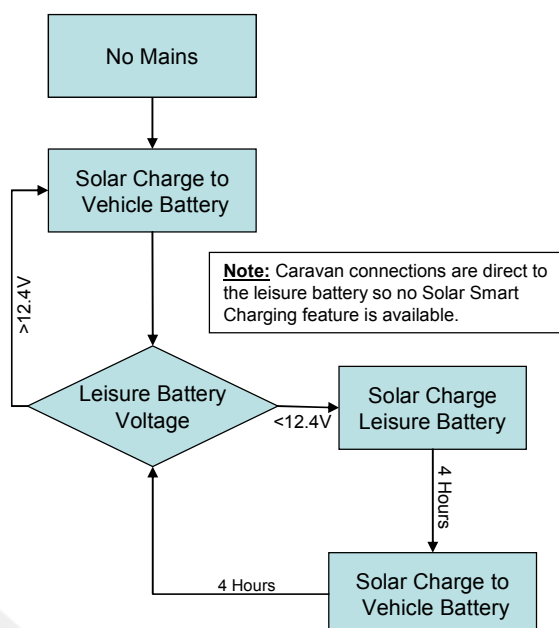 No Mains
Solar Charge to
Vehicle Battery
>12.4V
Note: Caravan connections are direct to
the leisure battery so no Solar Smart
Charging feature is available.
Leisure Battery
Voltage
<12.4V
Solar Charge
Leisure Battery
4 Hours
4 Hours
Solar Charge to
Vehicle Battery